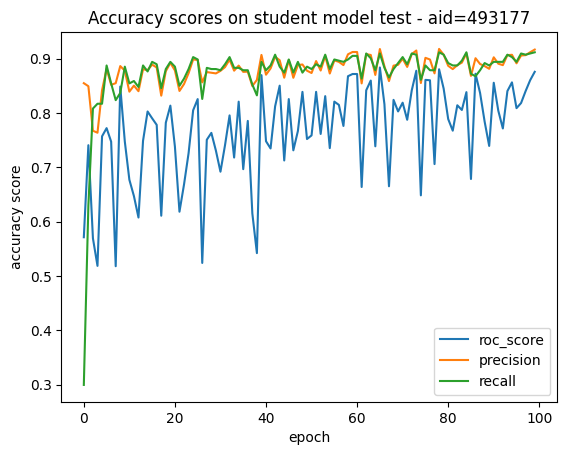 Accuracy scores on student model test - aid=493177
accuracy score
0.9
0.8
0.7
0.6
0.5
0.4
0.3
roc_score
precision
recall
0 20 40 60 80 100
epoch